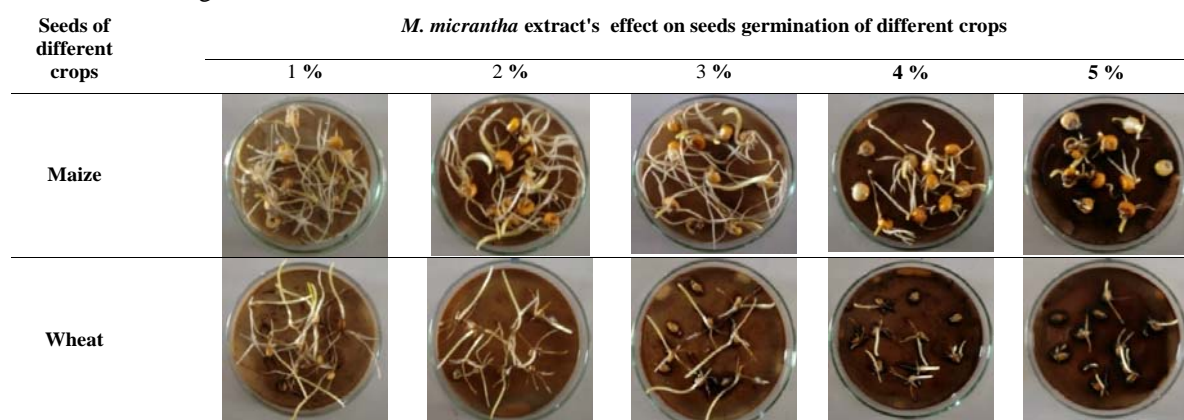 Seeds of different crops
M. micrantha extract's effect on seeds germination of different crops
1 % 2 % 3 % 4 % 5 %
Maize
Wheat